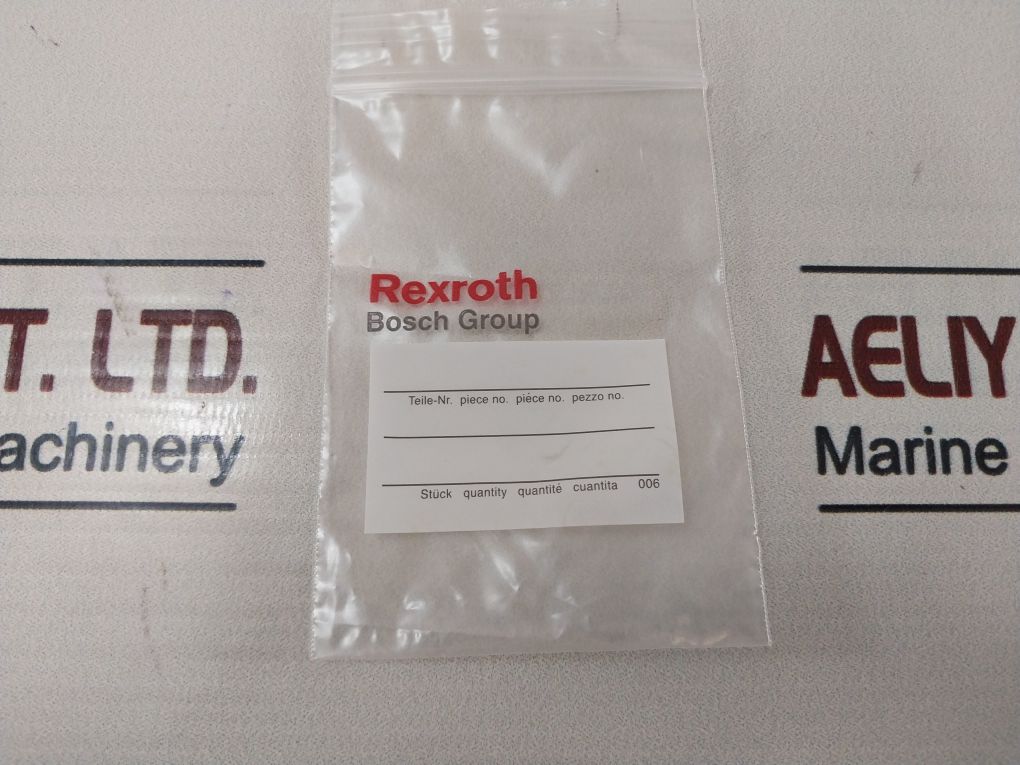 Rexroth
Bosch Group
Teile-Nr. piece no. piéce no. pezzo no.
Stück quantity quantité cuantita 006
T. LTD.
achinery
AELIY
Marine